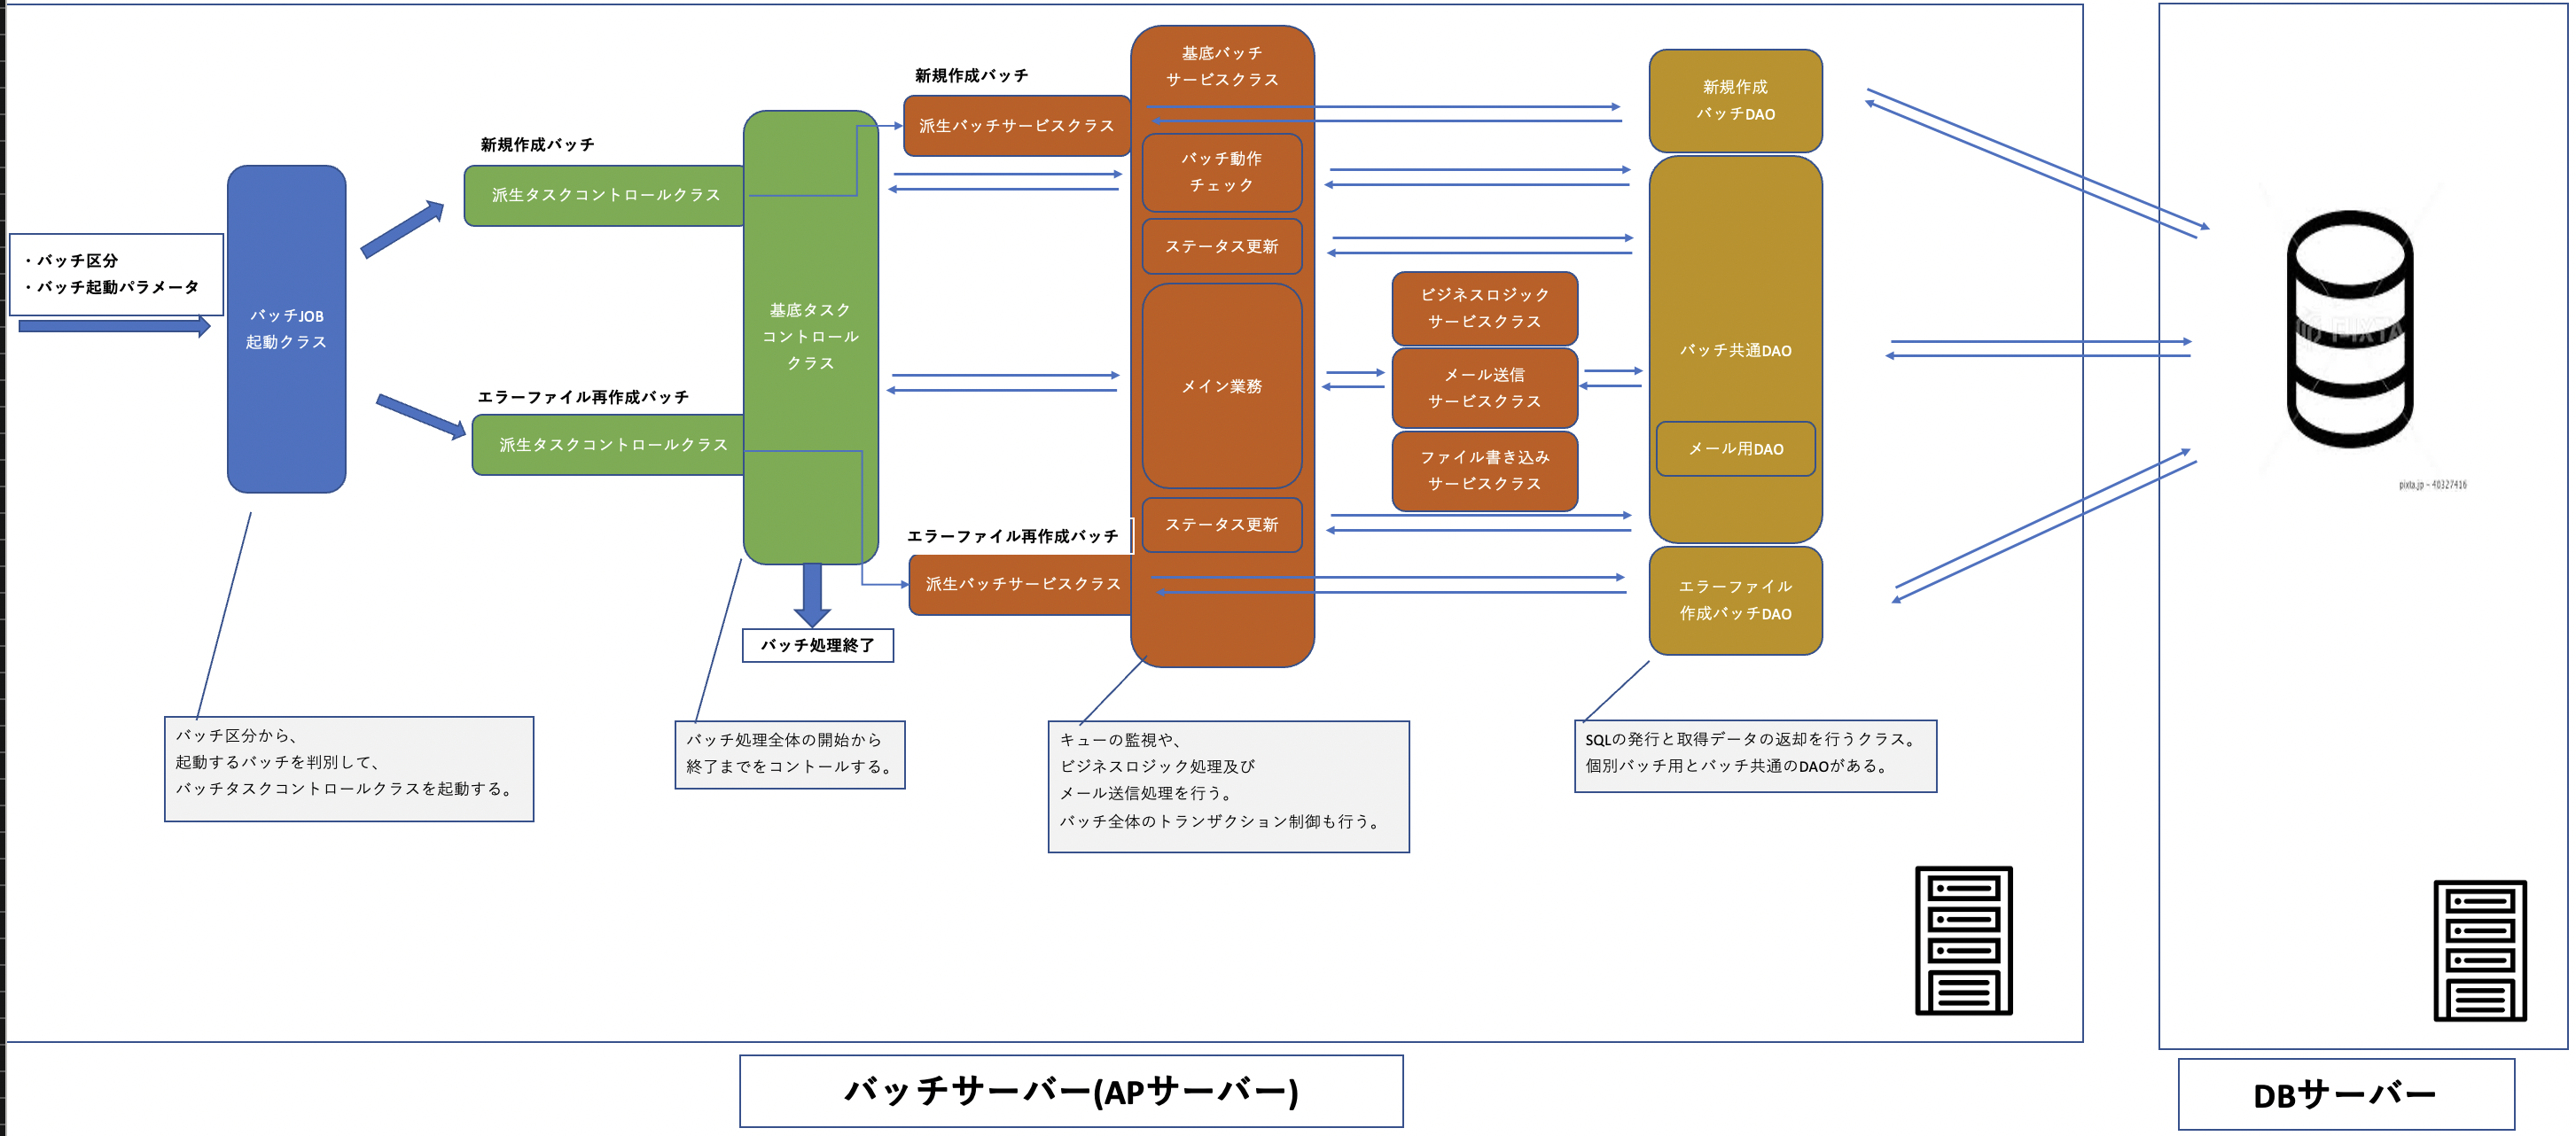 ・バッチ区分
・バッチ起動パラメータ
バッチJOB
起動クラス
新規作成バッチ
派生タスクコントロールクラス
エラーファイル再作成バッチ
派生タスクコントロールクラス
基底タスク
コントロール
クラス
バッチ処理終了
新規作成バッチ
派生バッチサービスクラス
エラーファイル再作成バッチ
派生バッチサービスクラス
基底バッチ
サービスクラス
バッチ動作
チェック
ステータス更新
メイン業務
ステータス更新
ビジネスロジック
サービスクラス
メール送信
サービスクラス
ファイル書き込み
サービスクラス
新規作成
バッチDAO
バッチ共通DAO
メール用DAO
エラーファイル
作成バッチDAO
PIXTA
pixta.jp - 40327416
バッチ区分から、
起動するバッチを判別して、
バッチタスクコントロールクラスを起動する。
バッチ処理全体の開始から
終了までをコントールする。
キューの監視や、
ビジネスロジック処理及び
メール送信処理を行う。
バッチ全体のトランザクション制御も行う。
SQLの発行と取得データの返却を行うクラス。
個別バッチ用とバッチ共通のDAOがある。
バッチサーバー(APサーバー)
DBサーバー